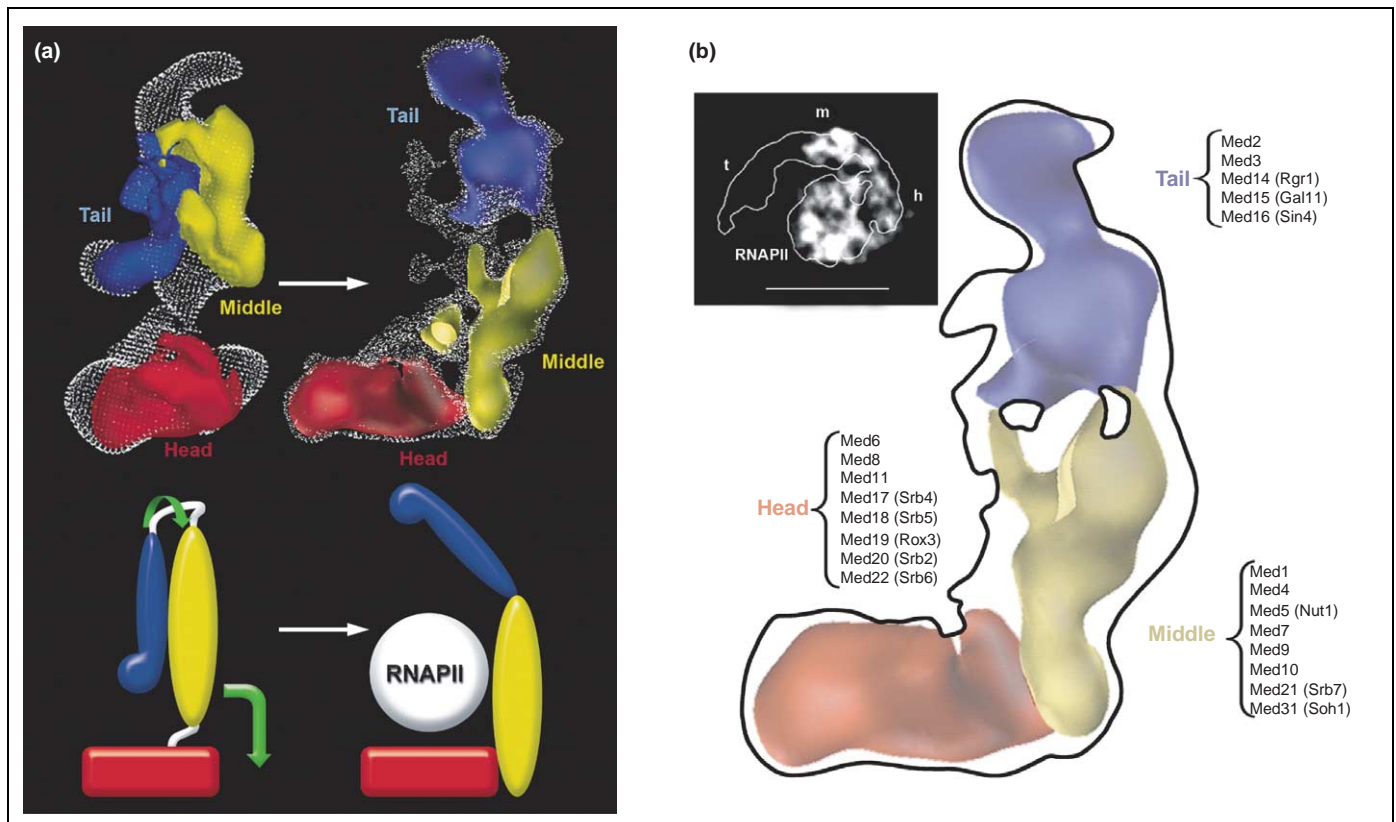 (a)
Tail
Tail
Middle
Middle
Head
Head
RNAPII
(b)
m
t
h
RNAPII
Tail
Med2
Med3
Med14 (Rgr1)
Med15 (Gal11)
Med16 (Sin4)
Head
Med6
Med8
Med11
Med17 (Srb4)
Med18 (Srb5)
Med19 (Rox3)
Med20 (Srb2)
Med22 (Srb6)
Middle
Med1
Med4
Med5 (Nut1)
Med7
Med9
Med10
Med21 (Srb7)
Med31 (Soh1)